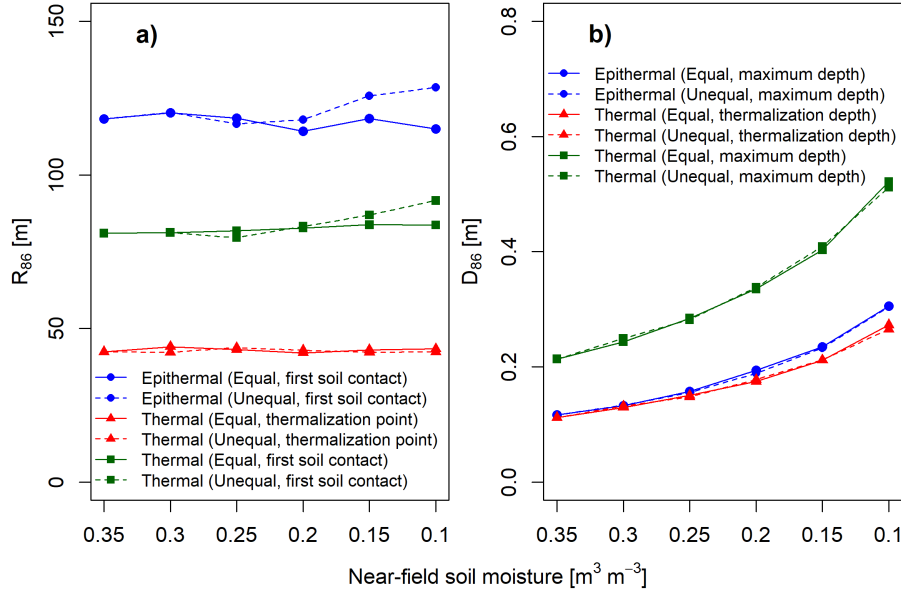 a)
150
100
50
0
R86 [m]
Epithermal (Equal, first soil contact)
Epithermal (Unequal, first soil contact)
Thermal (Equal, thermalization point)
Thermal (Unequal, thermalization point)
Thermal (Equal, first soil contact)
Thermal (Unequal, first soil contact)
0.35 0.3 0.25 0.2 0.15 0.1
b)
0.8
0.6
0.4
0.2
0.0
D86 [m]
Epithermal (Equal, maximum depth)
Epithermal (Unequal, maximum depth)
Thermal (Equal, thermalization depth)
Thermal (Unequal, thermalization depth)
Thermal (Equal, maximum depth)
Thermal (Unequal, maximum depth)
0.35 0.3 0.25 0.2 0.15 0.1
Near-field soil moisture [m³ m⁻³]